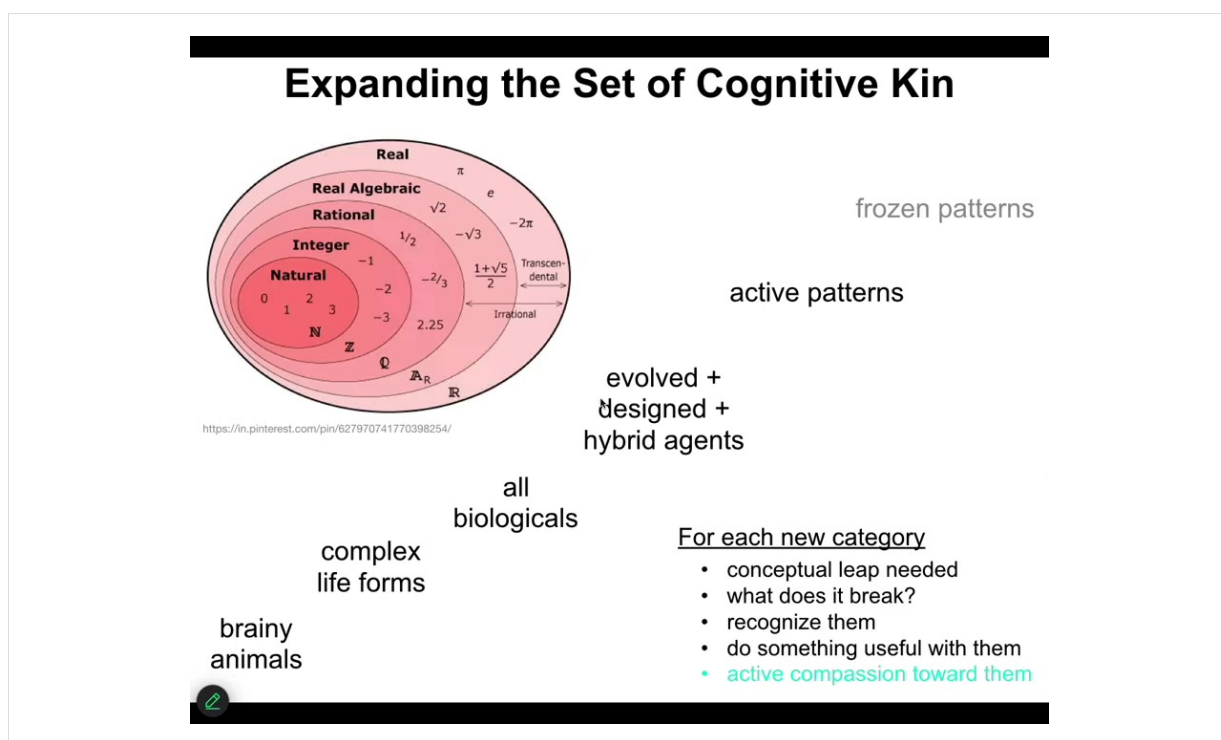 Expanding the Set of Cognitive Kin
Real
π
Real Algebraic
e
√2
Rational
-2π
1/2
-√3
Integer
-1
1+√5
2
Transcen-
dental
Natural
-2/3
0
2
-2
1
3
Irrational
-3
2.25
ℕ
ℤ
ℚ
𝔸R
ℝ
https://in.pinterest.com/pin/627970741770398254/
frozen patterns
active patterns
evolved +
designed +
hybrid agents
all
biologicals
complex
life forms
brainy
animals
For each new category
• conceptual leap needed
• what does it break?
• recognize them
• do something useful with them
• active compassion toward them